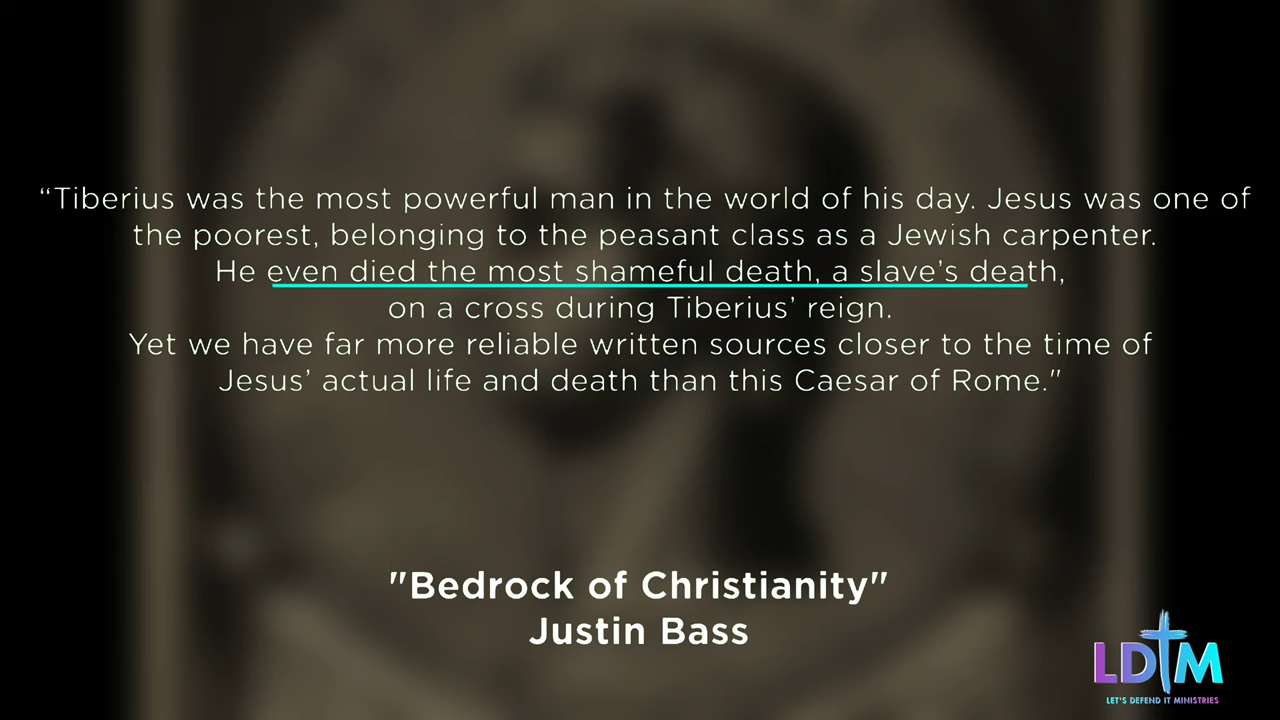 “Tiberius was the most powerful man in the world of his day. Jesus was one of
the poorest, belonging to the peasant class as a Jewish carpenter.
He even died the most shameful death, a slave’s death,
on a cross during Tiberius’ reign.
Yet we have far more reliable written sources closer to the time of
Jesus’ actual life and death than this Caesar of Rome."
"Bedrock of Christianity"
Justin Bass
LDTM
LET'S DEFEND IT MINISTRIES